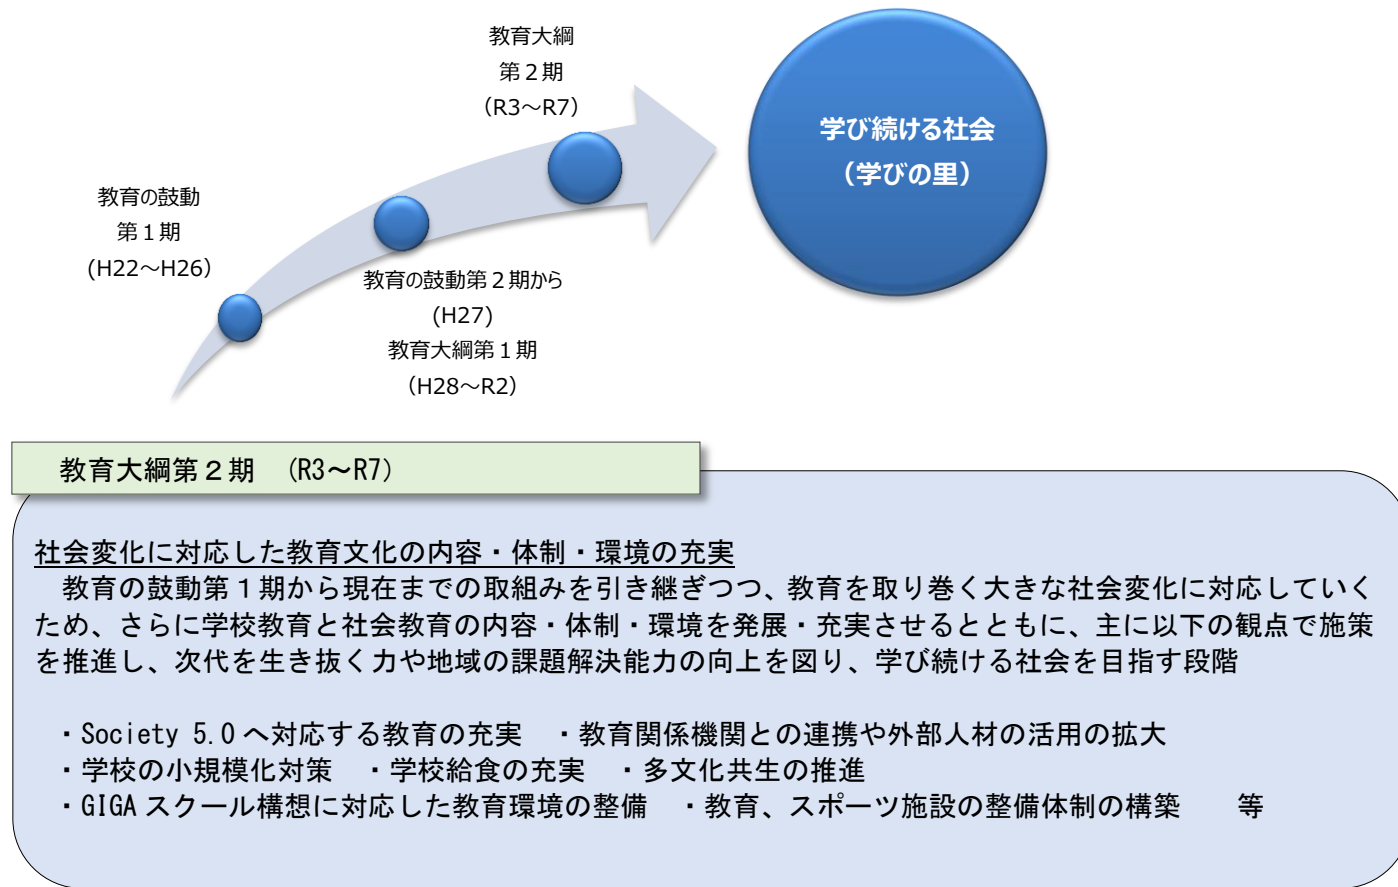 教育大綱
第２期
（R3～R7）
学び続ける社会
（学びの里）
教育の鼓動
第１期
(H22～H26）
教育の鼓動第２期から
(H27)
教育大綱第１期
（H28～R2）
教育大綱第２期　（R3～R7）
社会変化に対応した教育文化の内容・体制・環境の充実
　教育の鼓動第１期から現在までの取組みを引き継ぎつつ、教育を取り巻く大きな社会変化に対応していく
ため、さらに学校教育と社会教育の内容・体制・環境を発展・充実させるとともに、主に以下の観点で施策
を推進し、次代を生き抜く力や地域の課題解決能力の向上を図り、学び続ける社会を目指す段階
・Society 5.0 へ対応する教育の充実　・教育関係機関との連携や外部人材の活用の拡大
・学校の小規模化対策　・学校給食の充実　・多文化共生の推進
・GIGA スクール構想に対応した教育環境の整備　・教育、スポーツ施設の整備体制の構築　　等